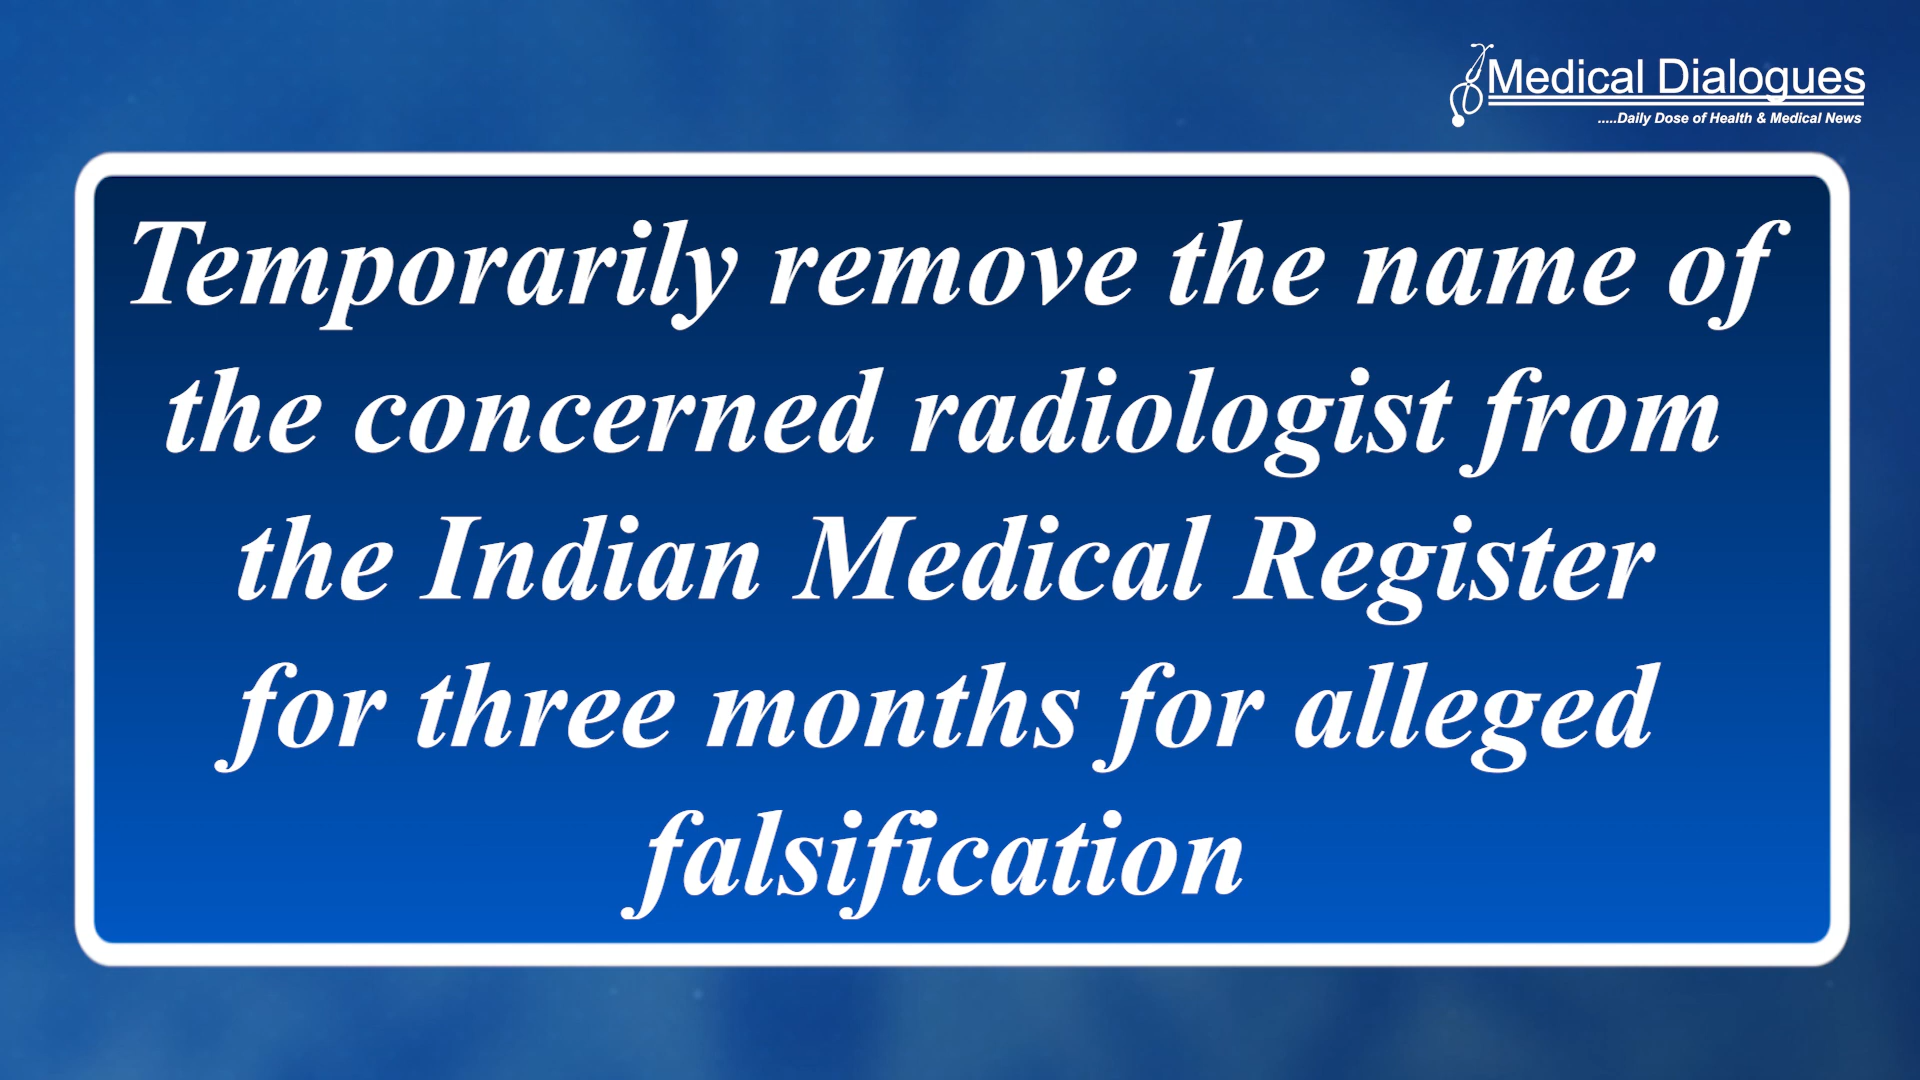 Medical Dialogues
.....Daily Dose of Health & Medical News
Temporarily remove the name of
the concerned radiologist from
the Indian Medical Register
for three months for alleged
falsification